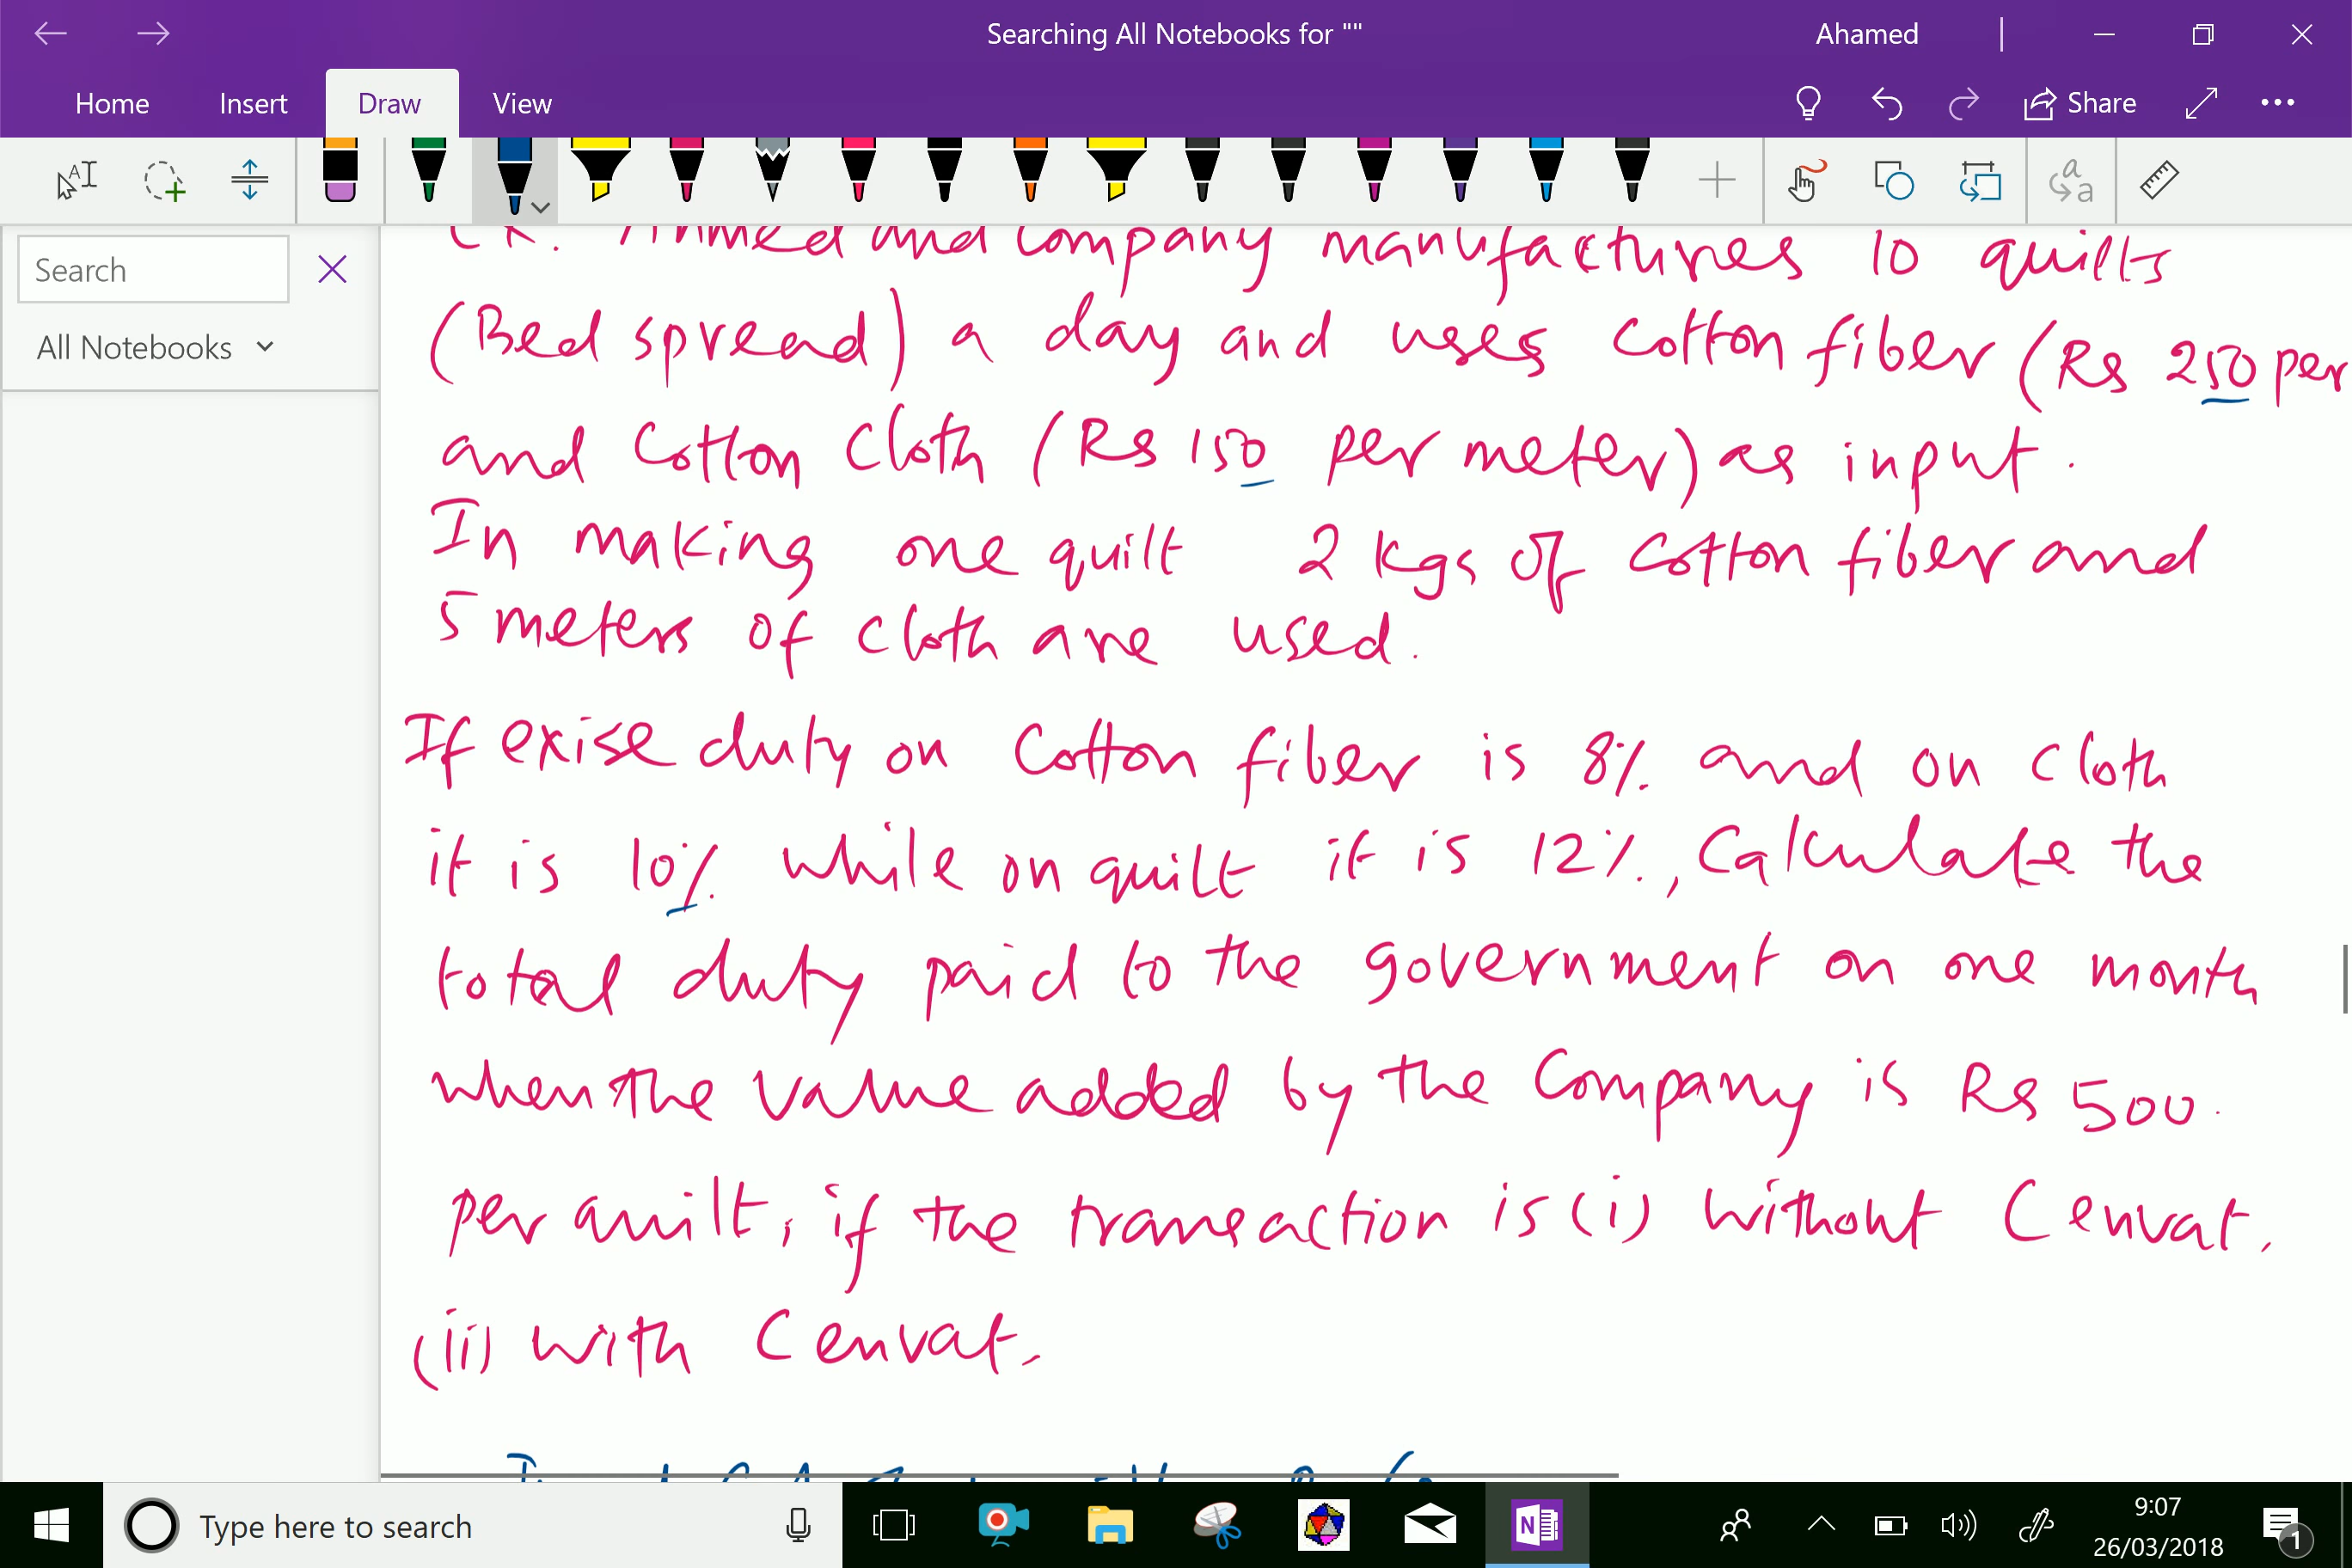 Searching All Notebooks for ""
Ahamed
Home Insert Draw View
Share
Search
All Notebooks
Ex. Ahmed and Company manufactures 10 quilts
(Bed spread) a day and uses Cotton fiber (Rs 250 per
and Cotton Cloth (Rs 150 per meter) as input.
In making one quilt 2 kgs of cotton fiber and
5 meters of cloth are used.
If exise duty on Cotton fiber is 8% and on cloth
it is 10% while on quilt it is 12%, Calculate the
total duty paid to the government on one month
when the value added by the Company is Rs 500.
per quilt, if the transaction is (i) without Cenvat.
(ii) with Cenvat.
Type here to search
9:07
26/03/2018
1